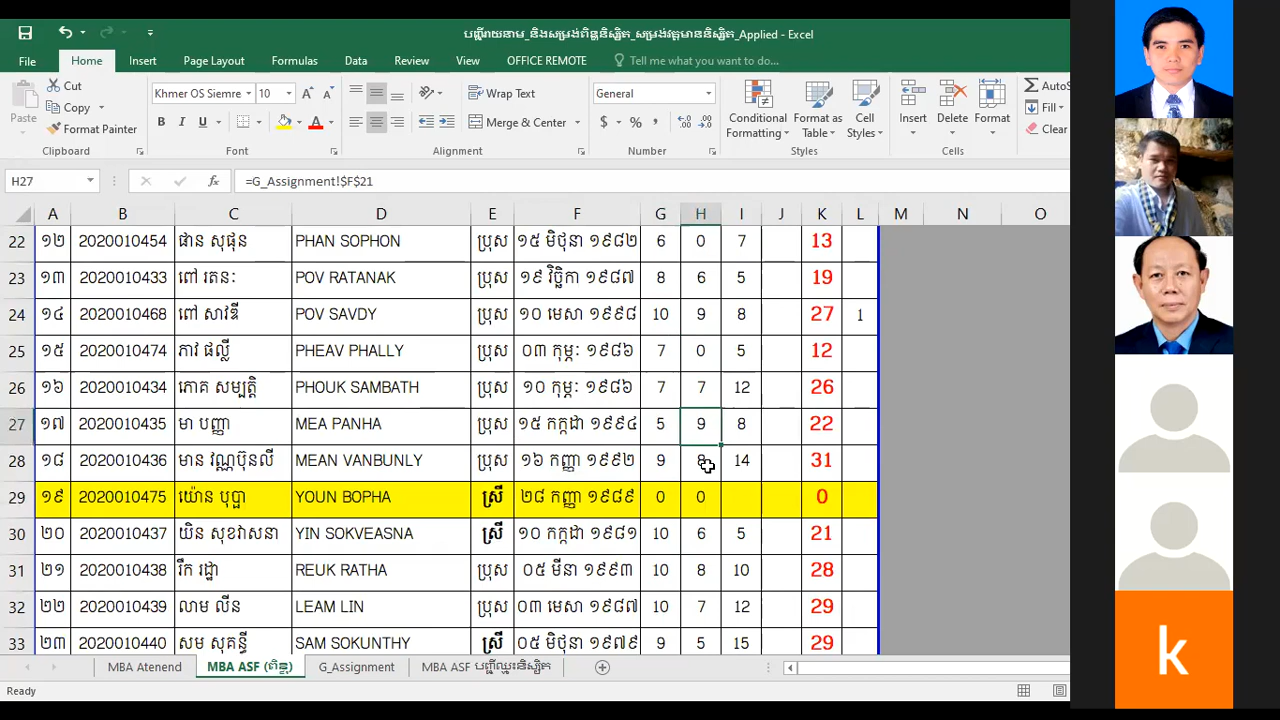 បញ្ជីរាយនាម_និងសម្រង់ពិន្ទុនិស្សិត_សម្រង់វត្តមាននិស្សិត_Applied - Excel
File Home Insert Page Layout Formulas Data Review View OFFICE REMOTE Tell me what you want to do...
Paste Cut Copy Format Painter Clipboard
Khmer OS Siemre 10 B I U A Font
Wrap Text Merge & Center Alignment
General $ % , Number
Conditional Formatting Format as Table Cell Styles Styles
Insert Delete Format Cells
AutoS Fill Clear
H27 fx =G_Assignment!$F$21
A B C D E F G H I J K L M N O
22 ១២ 2020010454 ផាន សុផុន PHAN SOPHON ប្រុស ១៥ មិថុនា ១៩៨២ 6 0 7 13
23 ១៣ 2020010433 ពៅ រតនៈ POV RATANAK ប្រុស ១៩ វិច្ឆិកា ១៩៨៧ 8 6 5 19
24 ១៤ 2020010468 ពៅ សាវឌី POV SAVDY ប្រុស ១០ មេសា ១៩៩៨ 10 9 8 27 1
25 ១៥ 2020010474 ភាវ ផល្លី PHEAV PHALLY ប្រុស ០៣ កុម្ភៈ ១៩៨៦ 7 0 5 12
26 ១៦ 2020010434 ភោគ សម្បត្តិ PHOUK SAMBATH ប្រុស ១០ កុម្ភៈ ១៩៨៦ 7 7 12 26
27 ១៧ 2020010435 មា បញ្ញា MEA PANHA ប្រុស ១៥ កក្កដា ១៩៩៤ 5 9 8 22
28 ១៨ 2020010436 មាន វណ្ណប៊ុនលី MEAN VANBUNLY ប្រុស ១៦ កញ្ញា ១៩៩២ 9 8 14 31
29 ១៩ 2020010475 យ៉ោន បុប្ផា YOUN BOPHA ស្រី ២៨ កញ្ញា ១៩៨៩ 0 0 0
30 ២០ 2020010437 យិន សុខវាសនា YIN SOKVEASNA ស្រី ១០ កក្កដា ១៩៨១ 10 6 5 21
31 ២១ 2020010438 រឹក រដ្ឋា REUK RATHA ប្រុស ០៥ មីនា ១៩៩៣ 10 8 10 28
32 ២២ 2020010439 លាម លីន LEAM LIN ប្រុស ០៣ មេសា ១៩៨៧ 10 7 12 29
33 ២៣ 2020010440 សម សុគន្ធី SAM SOKUNTHY ស្រី ០៥ មិថុនា ១៩៧៩ 9 5 15 29
MBA Atenend MBA ASF (ពិន្ទុ) G_Assignment MBA ASF បញ្ជីឈ្មោះនិស្សិត
Ready
k